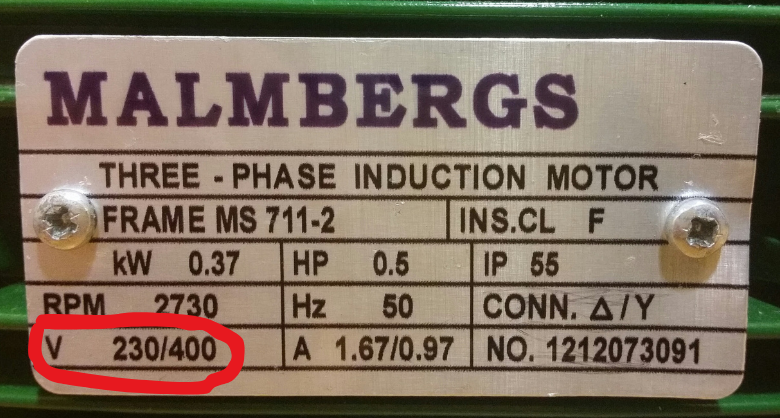 MALMBERGS
THREE - PHASE INDUCTION MOTOR
FRAME MS 711-2 INS.CL F
kW 0.37 HP 0.5 IP 55
RPM 2730 Hz 50 CONN. Δ/Y
V 230/400 A 1.67/0.97 NO. 1212073091